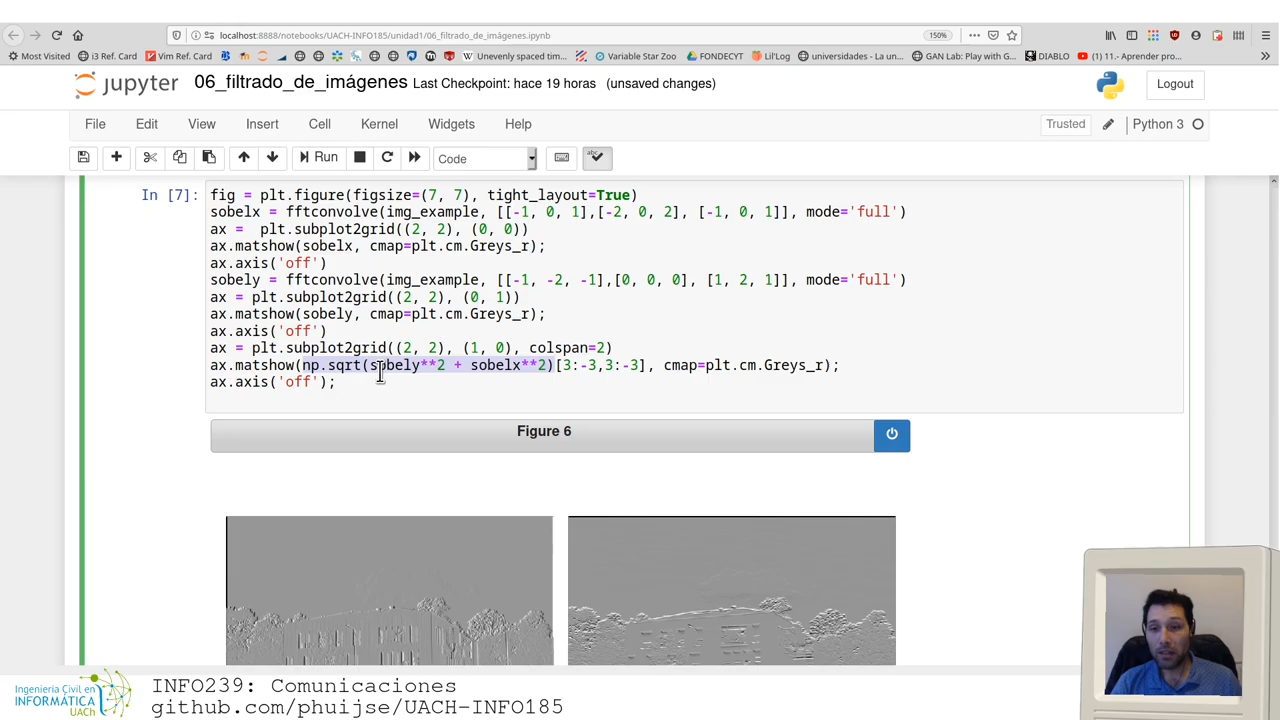 localhost:8888/notebooks/UACH-INFO185/unidad1/06_filtrado_de_imágenes.ipynb
150%
Most Visited
i3 Ref. Card
Vim Ref. Card
Unevenly spaced tim...
Variable Star Zoo
FONDECYT
Lil'Log
universidades - La un...
GAN Lab: Play with G...
DIABLO
(1) 11.- Aprender pro...
jupyter 06_filtrado_de_imágenes Last Checkpoint: hace 19 horas (unsaved changes)
Logout
File Edit View Insert Cell Kernel Widgets Help
Trusted
Python 3
Run
Code
In [7]:
fig = plt.figure(figsize=(7, 7), tight_layout=True)
sobelx = fftconvolve(img_example, [[-1, 0, 1],[-2, 0, 2], [-1, 0, 1]], mode='full')
ax =  plt.subplot2grid((2, 2), (0, 0))
ax.matshow(sobelx, cmap=plt.cm.Greys_r);
ax.axis('off')
sobely = fftconvolve(img_example, [[-1, -2, -1],[0, 0, 0], [1, 2, 1]], mode='full')
ax = plt.subplot2grid((2, 2), (0, 1))
ax.matshow(sobely, cmap=plt.cm.Greys_r);
ax.axis('off')
ax = plt.subplot2grid((2, 2), (1, 0), colspan=2)
ax.matshow(np.sqrt(sobely**2 + sobelx**2)[3:-3,3:-3], cmap=plt.cm.Greys_r);
ax.axis('off');
Figure 6
Ingeniería Civil en
INFORMÁTICA
UACh
INFO239: Comunicaciones
github.com/phuijse/UACH-INFO185